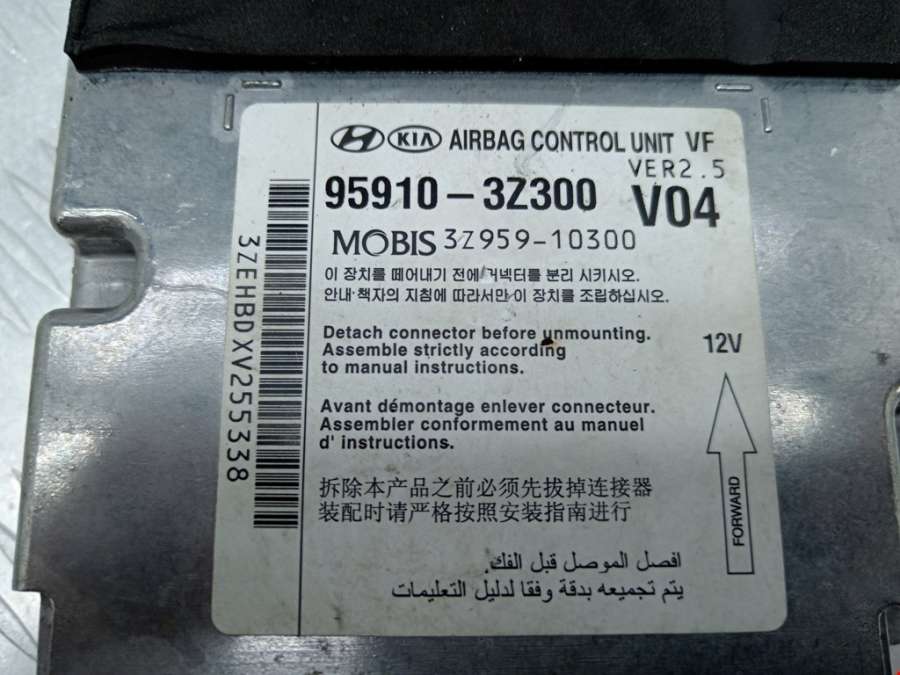 HYUNDAI KIA AIRBAG CONTROL UNIT VF
VER2.5
95910-3Z300 V04
MOBIS 3Z959-10300
이 장치를 떼어내기 전에 커넥터를 분리 시키시오.
안내 책자의 지침에 따라서만 이 장치를 조립하십시오.
Detach connector before unmounting.
Assemble strictly according
to manual instructions.
12V
Avant démontage enlever connecteur.
Assembler conformement au manuel
d' instructions.
FORWARD
拆除本产品之前必须先拔掉连接器
装配时请严格按照安装指南进行
افصل الموصل قبل الفك.
يتم تجميعه بدقة وفقا لدليل التعليمات
3ZEHBDXV255338